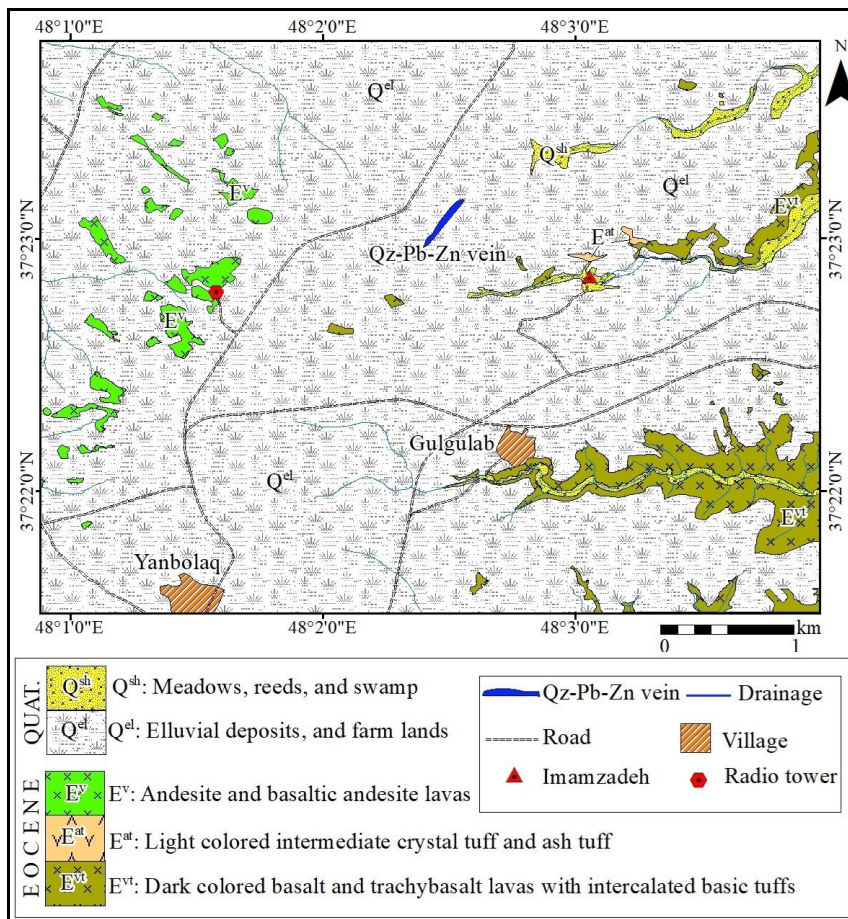 48°1'0"E 48°2'0"E 48°3'0"E
N
Q^el
Q^sh
E^v
Q^el
E^vt
37°23'0"N
E^at
37°23'0"N
Qz-Pb-Zn vein
E^v
Gulgulab
37°22'0"N
Q^el
37°22'0"N
E^vt
Yanbolaq
48°1'0"E 48°2'0"E 48°3'0"E
km
0 1
QUAT.
Q^sh Q^sh: Meadows, reeds, and swamp
Q^el Q^el: Elluvial deposits, and farm lands
EOCENE
E^v E^v: Andesite and basaltic andesite lavas
E^at E^at: Light colored intermediate crystal tuff and ash tuff
E^vt E^vt: Dark colored basalt and trachybasalt lavas with intercalated basic tuffs
Qz-Pb-Zn vein Drainage
Road Village
Imamzadeh Radio tower